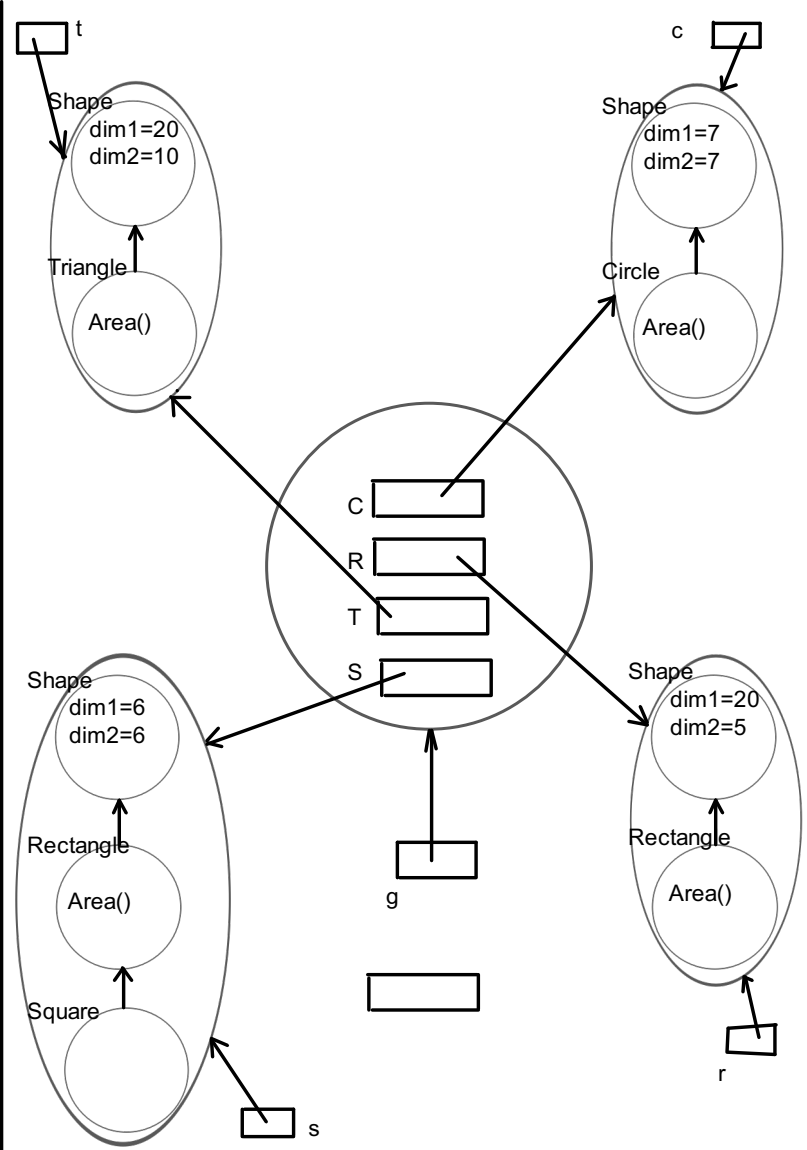 t
Shape
dim1=20
dim2=10
Triangle
Area()
c
Shape
dim1=7
dim2=7
Circle
Area()
C
R
T
S
g
Shape
dim1=6
dim2=6
Rectangle
Area()
Square
s
Shape
dim1=20
dim2=5
Rectangle
Area()
r